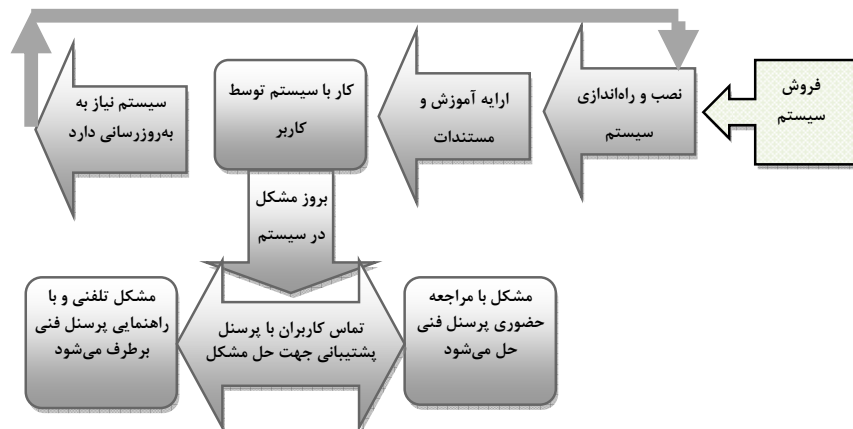 فروش
سیستم
نصب و راه‌اندازی
سیستم
ارایه آموزش و
مستندات
کار با سیستم توسط
کاربر
سیستم نیاز به
به‌روزرسانی دارد
بروز مشکل
در سیستم
مشکل با مراجعه
حضوری پرسنل فنی
حل می‌شود
تماس کاربران با پرسنل
پشتیبانی جهت حل مشکل
مشکل تلفنی و با
راهنمایی پرسنل فنی
برطرف می‌شود